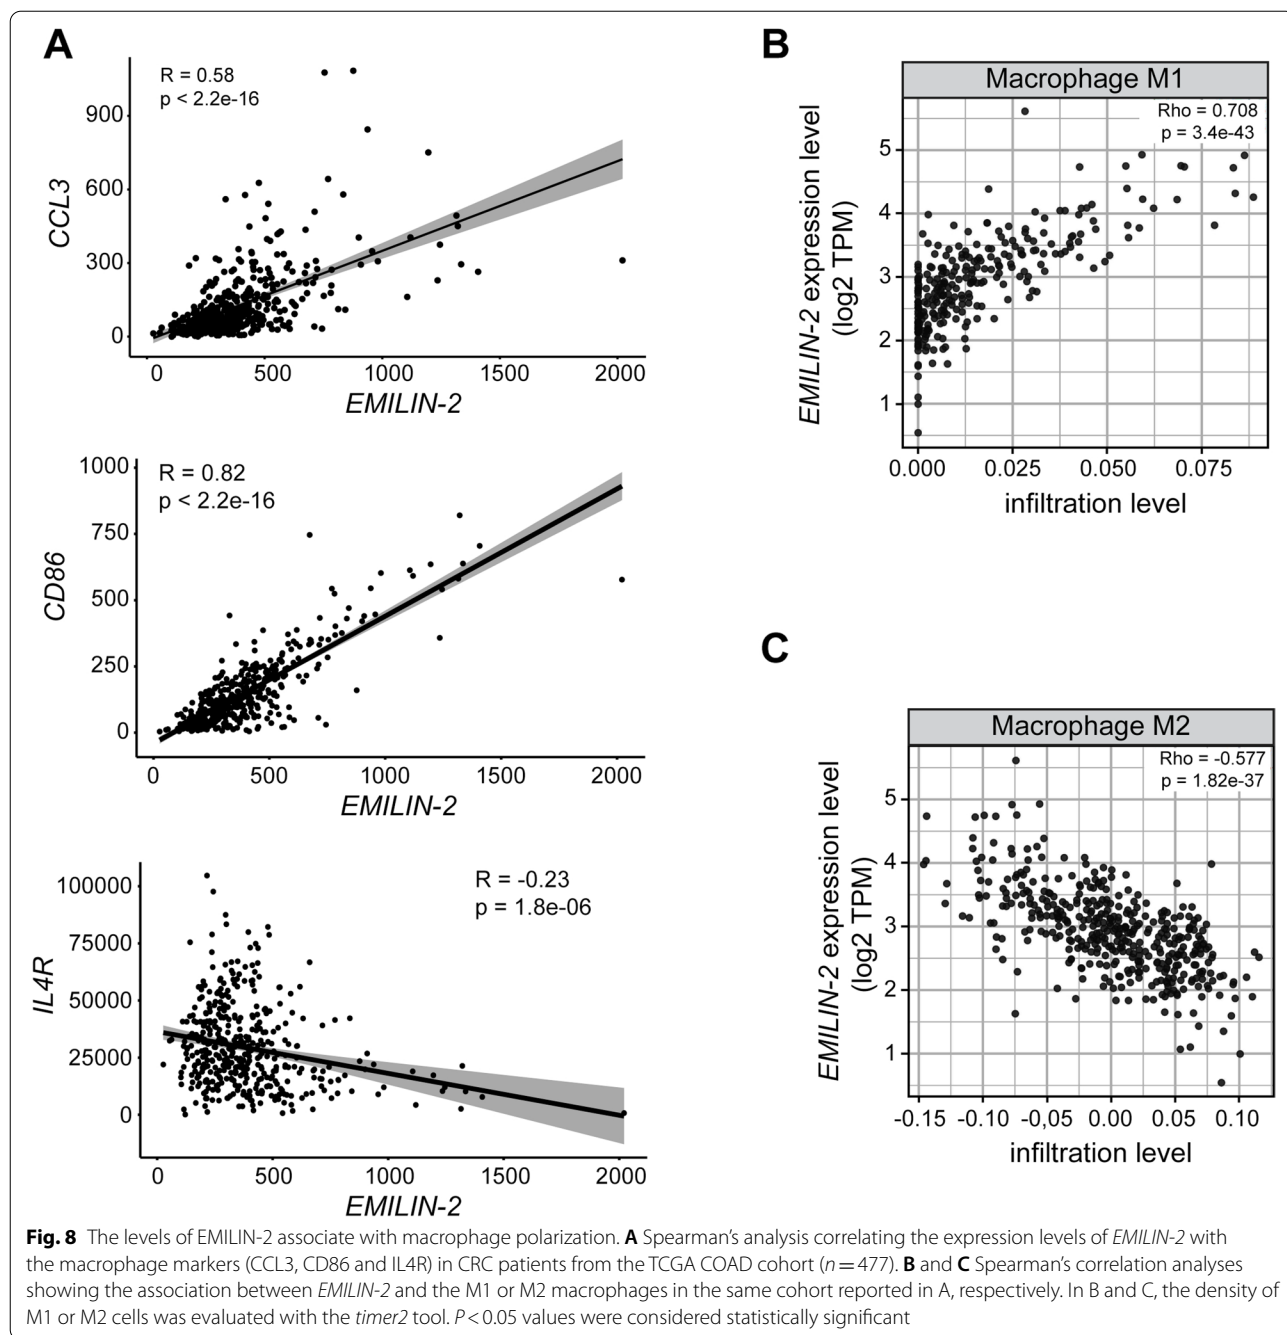 A
R = 0.58
p < 2.2e-16
CCL3
900
600
300
0
0 500 1000 1500 2000
EMILIN-2
R = 0.82
p < 2.2e-16
CD86
1000
750
500
250
0
0 500 1000 1500 2000
EMILIN-2
R = -0.23
p = 1.8e-06
IL4R
100000
75000
50000
25000
0
0 500 1000 1500 2000
EMILIN-2
B
Macrophage M1
Rho = 0.708
p = 3.4e-43
EMILIN-2 expression level
(log2 TPM)
5
4
3
2
1
0.000 0.025 0.050 0.075
infiltration level
C
Macrophage M2
Rho = -0.577
p = 1.82e-37
EMILIN-2 expression level
(log2 TPM)
5
4
3
2
1
-0.15 -0.10 -0,05 0.00 0.05 0.10
infiltration level
Fig. 8 The levels of EMILIN-2 associate with macrophage polarization. A Spearman's analysis correlating the expression levels of EMILIN-2 with
the macrophage markers (CCL3, CD86 and IL4R) in CRC patients from the TCGA COAD cohort (n = 477). B and C Spearman's correlation analyses
showing the association between EMILIN-2 and the M1 or M2 macrophages in the same cohort reported in A, respectively. In B and C, the density of
M1 or M2 cells was evaluated with the timer2 tool. P < 0.05 values were considered statistically significant